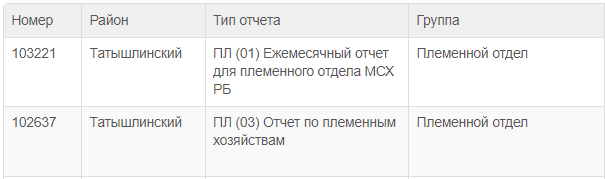 Номер Район Тип отчета Группа
103221 Татышлинский ПЛ (01) Ежемесячный отчет Племенной отдел
для племенного отдела МСХ
РБ
102637 Татышлинский ПЛ (03) Отчет по племенным Племенной отдел
хозяйствам